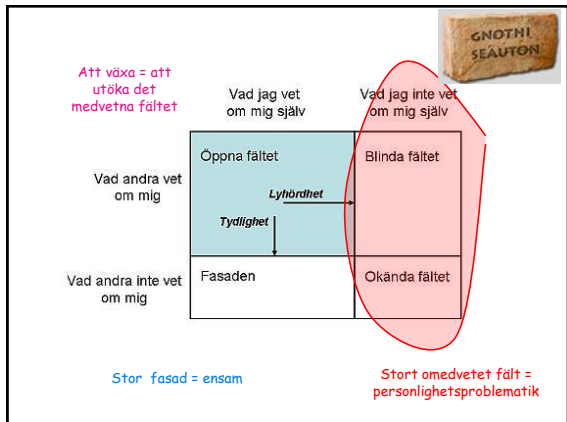 GNOTHI
SEAUTON
Att växa = att
utöka det
medvetna fältet
Vad jag vet
om mig själv
Vad jag inte vet
om mig själv
Vad andra vet
om mig
Öppna fältet
Blinda fältet
Lyhördhet
Tydlighet
Vad andra inte vet
om mig
Fasaden
Okända fältet
Stor fasad = ensam
Stort omedvetet fält =
personlighetsproblematik